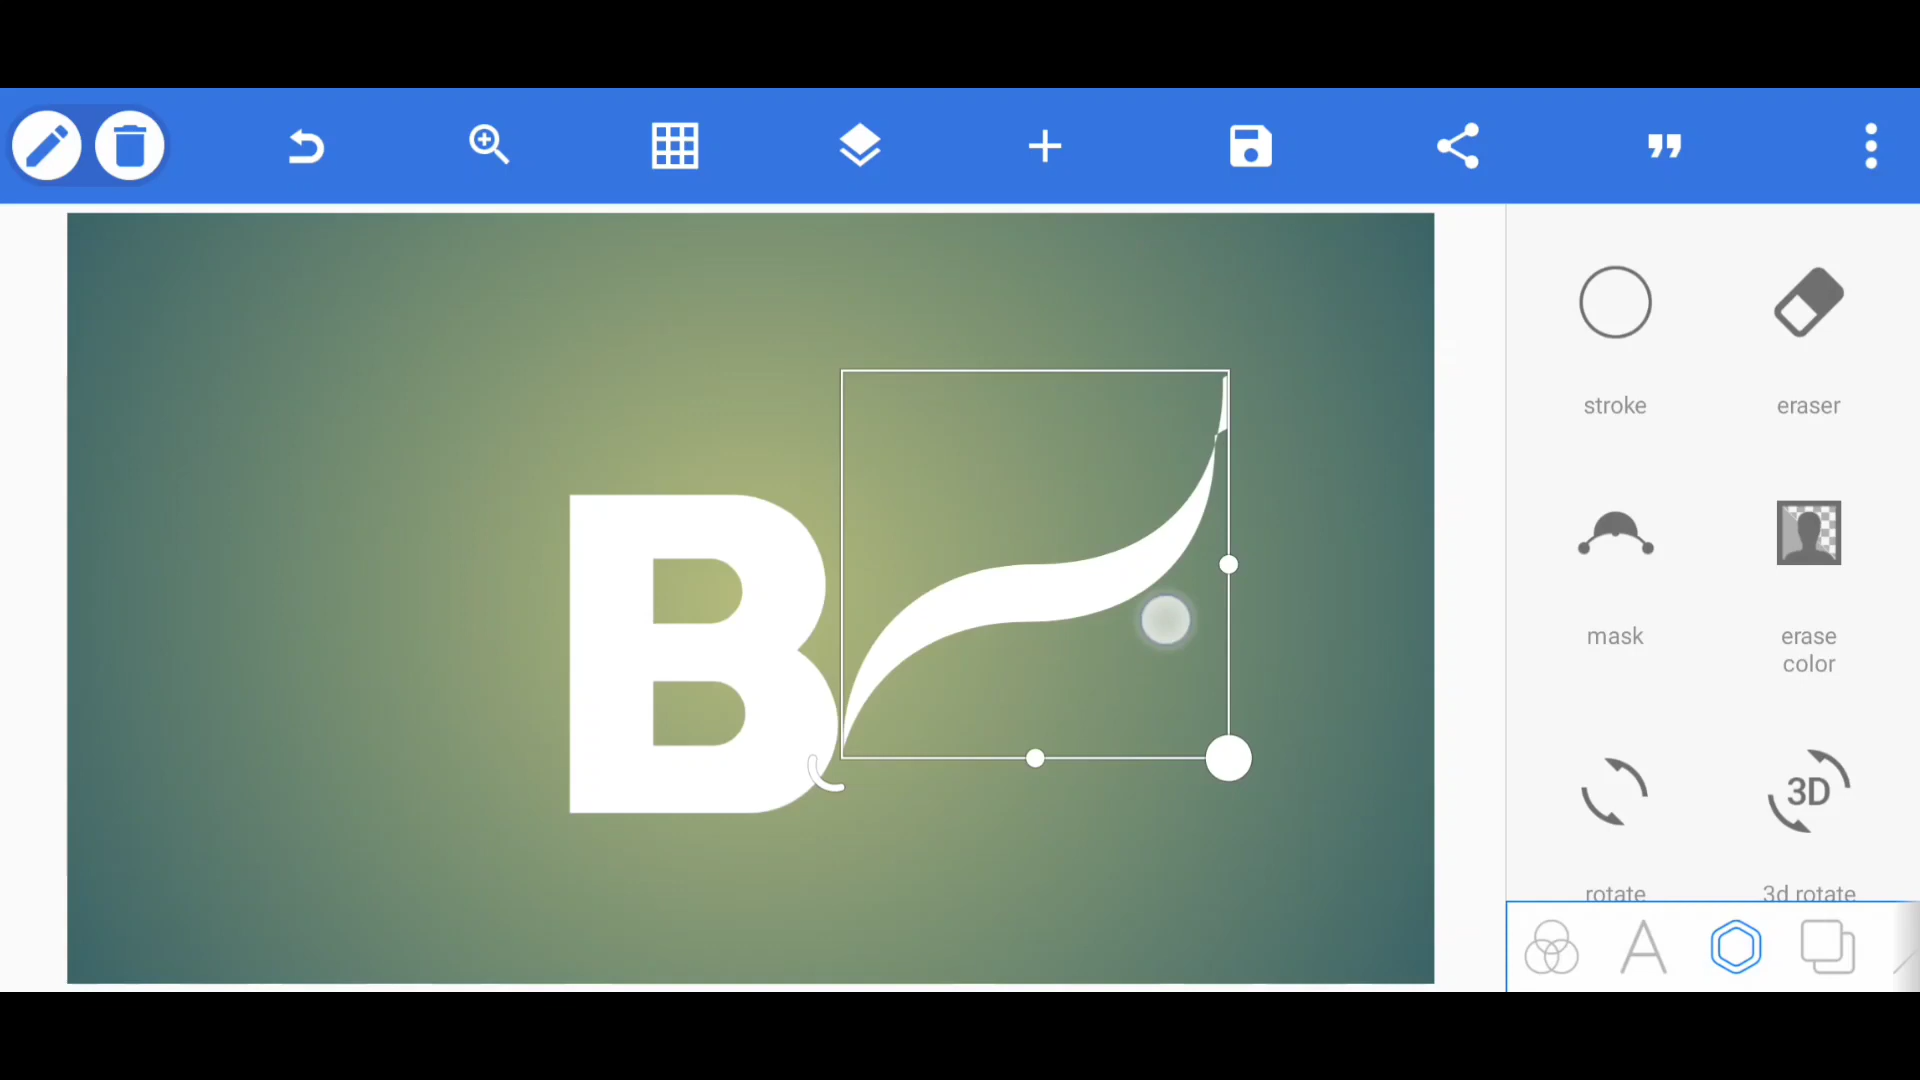 B
stroke
eraser
mask
erase
color
3D
rotate
3d rotate
A